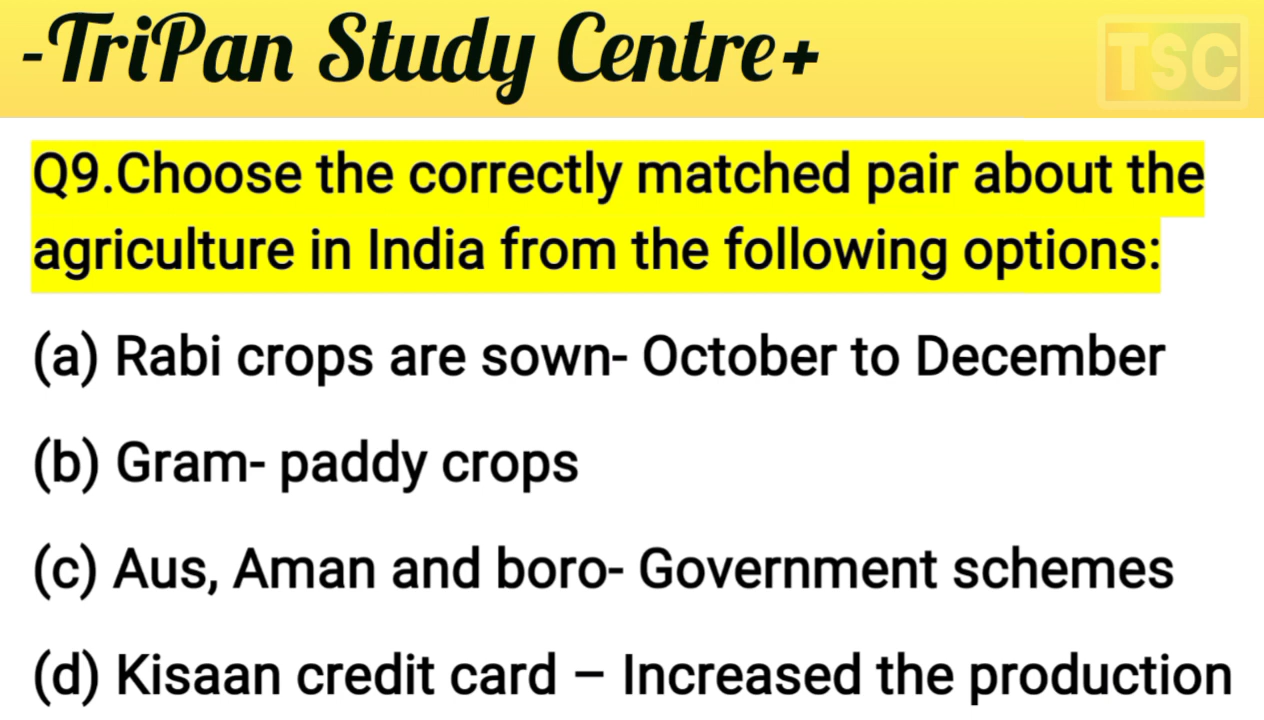 -TriPan Study Centre+
TSC
Q9.Choose the correctly matched pair about the
agriculture in India from the following options:
(a) Rabi crops are sown- October to December
(b) Gram- paddy crops
(c) Aus, Aman and boro- Government schemes
(d) Kisaan credit card – Increased the production